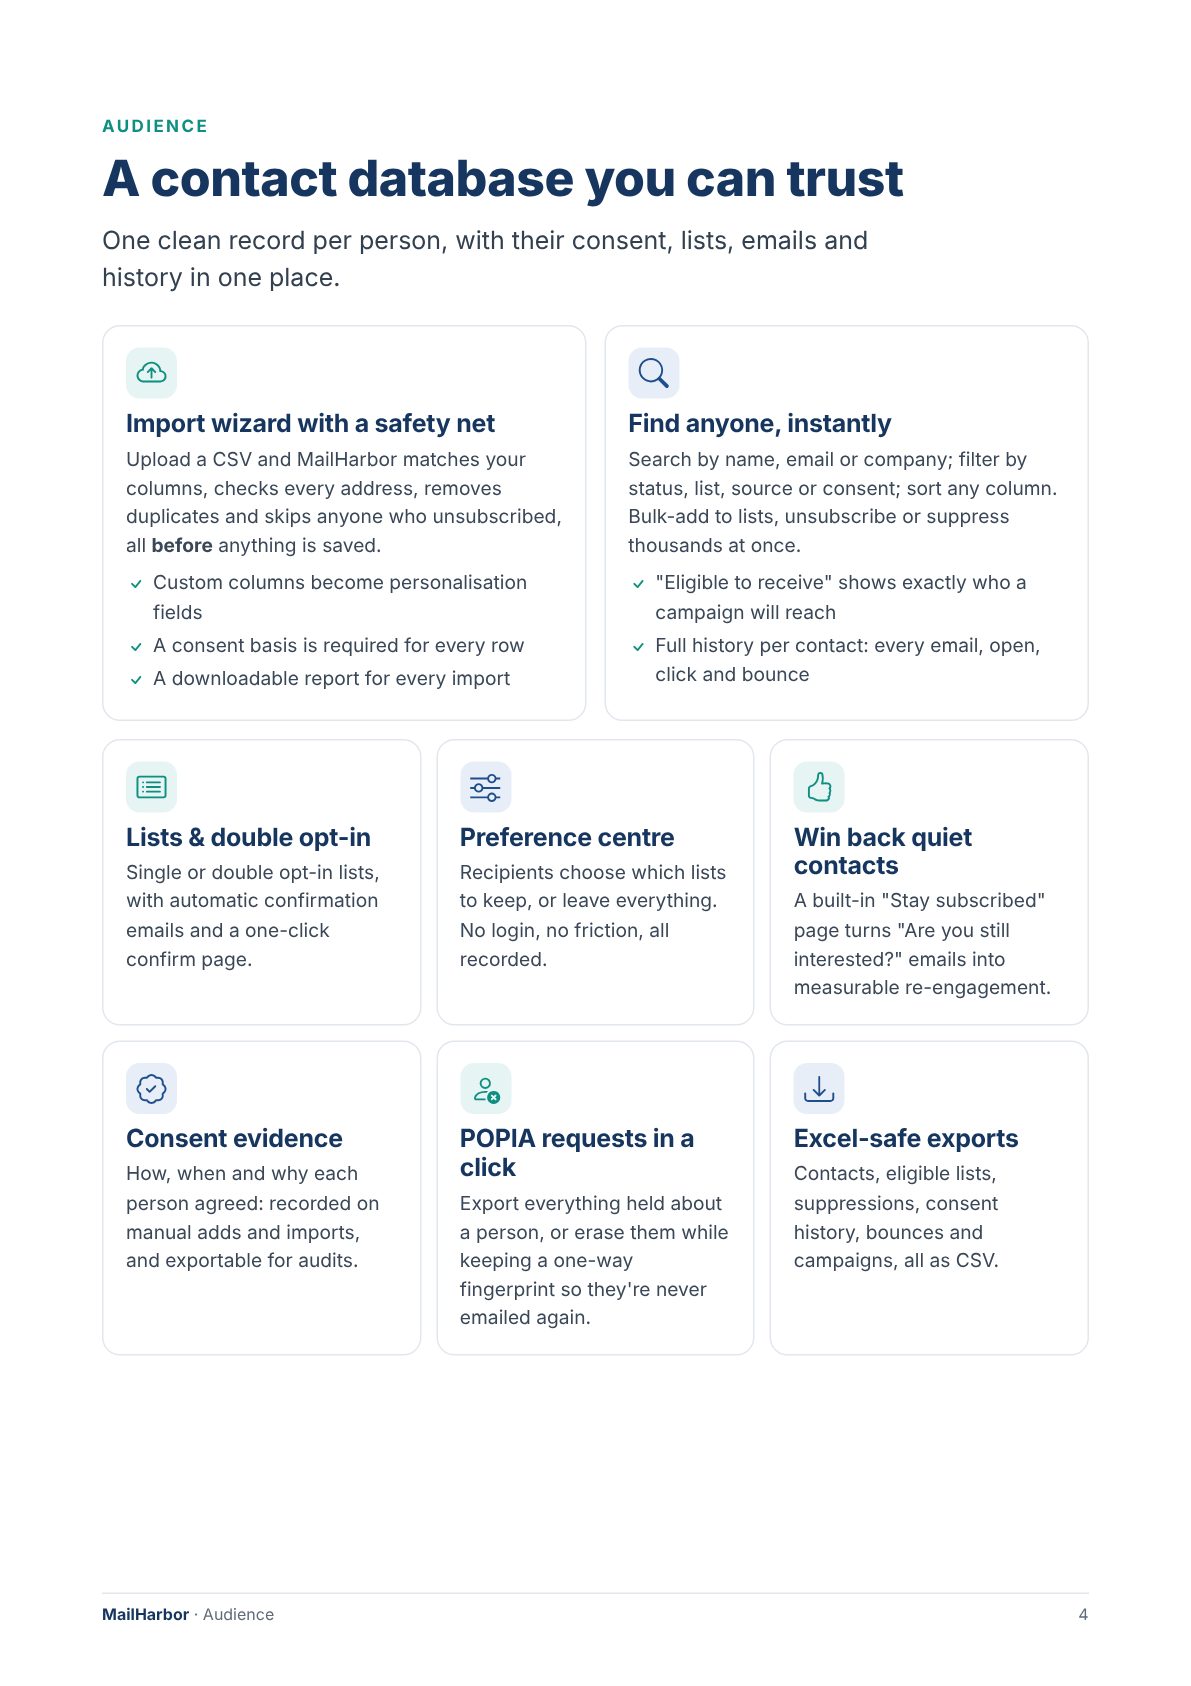 AUDIENCE
A contact database you can trust
One clean record per person, with their consent, lists, emails and
history in one place.
Import wizard with a safety net
Upload a CSV and MailHarbor matches your
columns, checks every address, removes
duplicates and skips anyone who unsubscribed,
all before anything is saved.
Custom columns become personalisation
fields
A consent basis is required for every row
A downloadable report for every import
Find anyone, instantly
Search by name, email or company; filter by
status, list, source or consent; sort any column.
Bulk-add to lists, unsubscribe or suppress
thousands at once.
"Eligible to receive" shows exactly who a
campaign will reach
Full history per contact: every email, open,
click and bounce
Lists & double opt-in
Single or double opt-in lists,
with automatic confirmation
emails and a one-click
confirm page.
Preference centre
Recipients choose which lists
to keep, or leave everything.
No login, no friction, all
recorded.
Win back quiet
contacts
A built-in "Stay subscribed"
page turns "Are you still
interested?" emails into
measurable re-engagement.
Consent evidence
How, when and why each
person agreed: recorded on
manual adds and imports,
and exportable for audits.
POPIA requests in a
click
Export everything held about
a person, or erase them while
keeping a one-way
fingerprint so they're never
emailed again.
Excel-safe exports
Contacts, eligible lists,
suppressions, consent
history, bounces and
campaigns, all as CSV.
MailHarbor · Audience
4